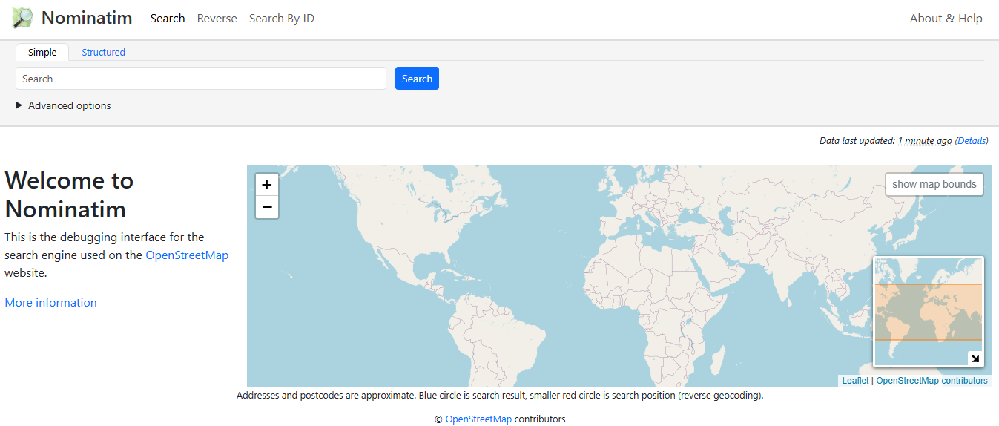 Nominatim Search Reverse Search By ID About & Help
Simple Structured
Search Search
Advanced options
Data last updated: 1 minute ago (Details)
Welcome to
Nominatim
This is the debugging interface for the
search engine used on the OpenStreetMap
website.
More information
+
−
show map bounds
Leaflet | OpenStreetMap contributors
Addresses and postcodes are approximate. Blue circle is search result, smaller red circle is search position (reverse geocoding).
© OpenStreetMap contributors